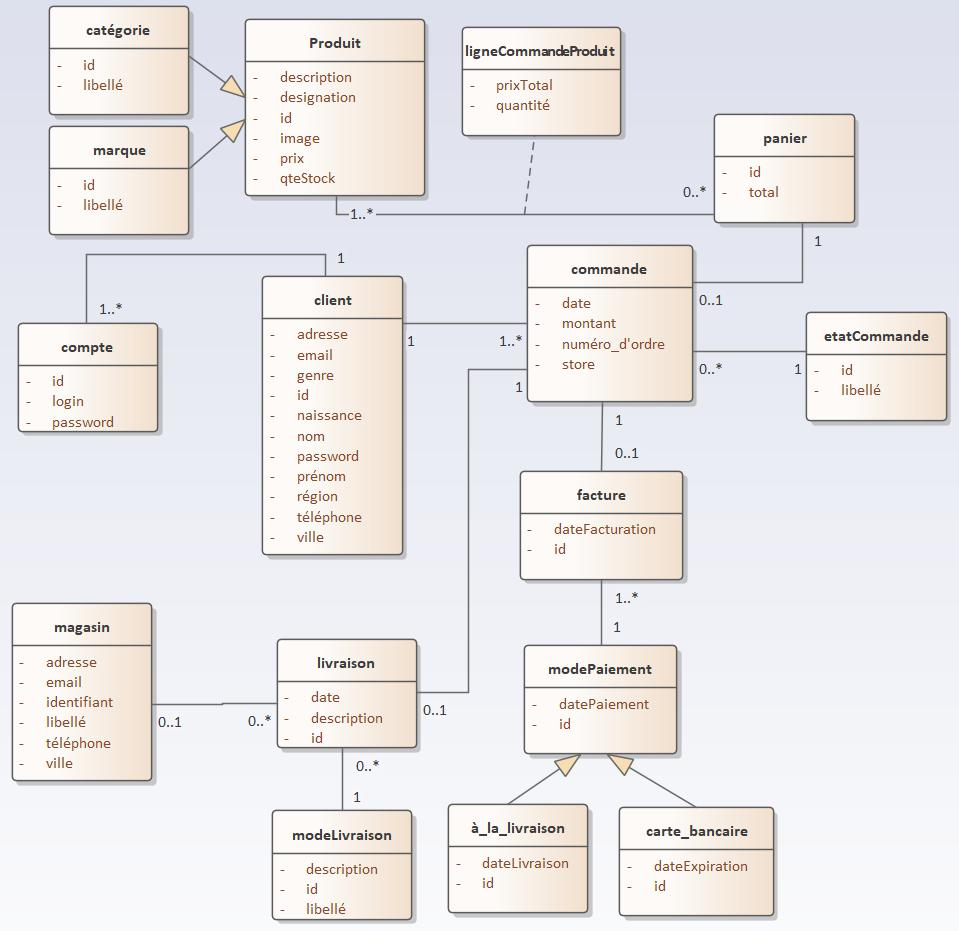 catégorie
- id
- libellé
marque
- id
- libellé
Produit
- description
- designation
- id
- image
- prix
- qteStock
1..*
ligneCommandeProduit
- prixTotal
- quantité
panier
- id
- total
0..*
1
compte
- id
- login
- password
1..*
1
client
- adresse
- email
- genre
- id
- naissance
- nom
- password
- prénom
- région
- téléphone
- ville
1
1..*
commande
- date
- montant
- numéro_d'ordre
- store
0..1
0..*
1
etatCommande
- id
- libellé
1
1
0..1
facture
- dateFacturation
- id
1..*
1
magasin
- adresse
- email
- identifiant
- libellé
- téléphone
- ville
0..1
0..*
livraison
- date
- description
- id
0..1
0..*
1
modeLivraison
- description
- id
- libellé
modePaiement
- datePaiement
- id
à_la_livraison
- dateLivraison
- id
carte_bancaire
- dateExpiration
- id